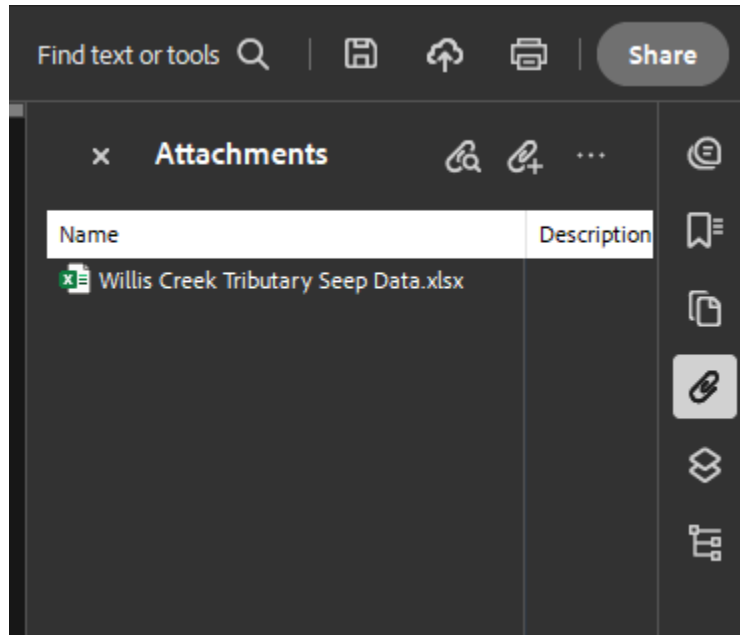 Find text or tools
Share
Attachments
Name Description
Willis Creek Tributary Seep Data.xlsx